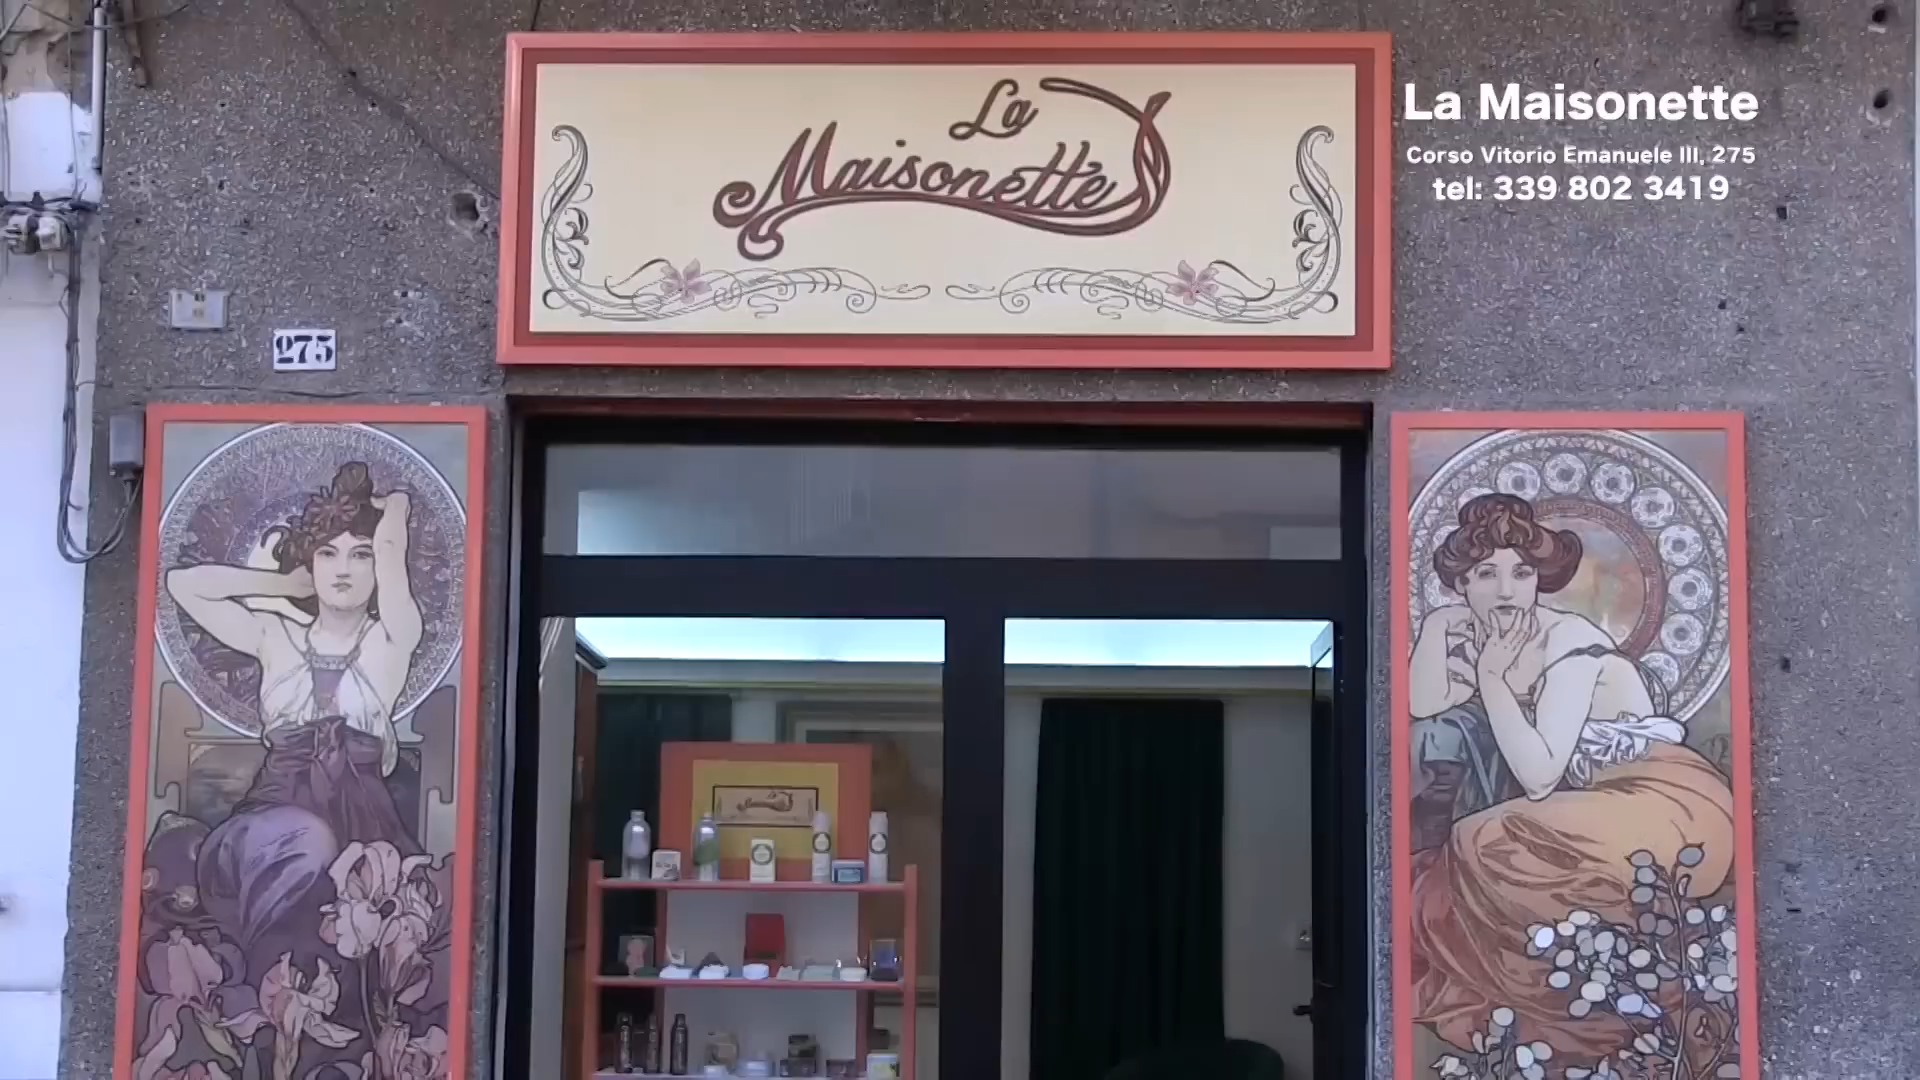 La
Maisonette
La Maisonette
Corso Vitorio Emanuele III, 275
tel: 339 802 3419
275